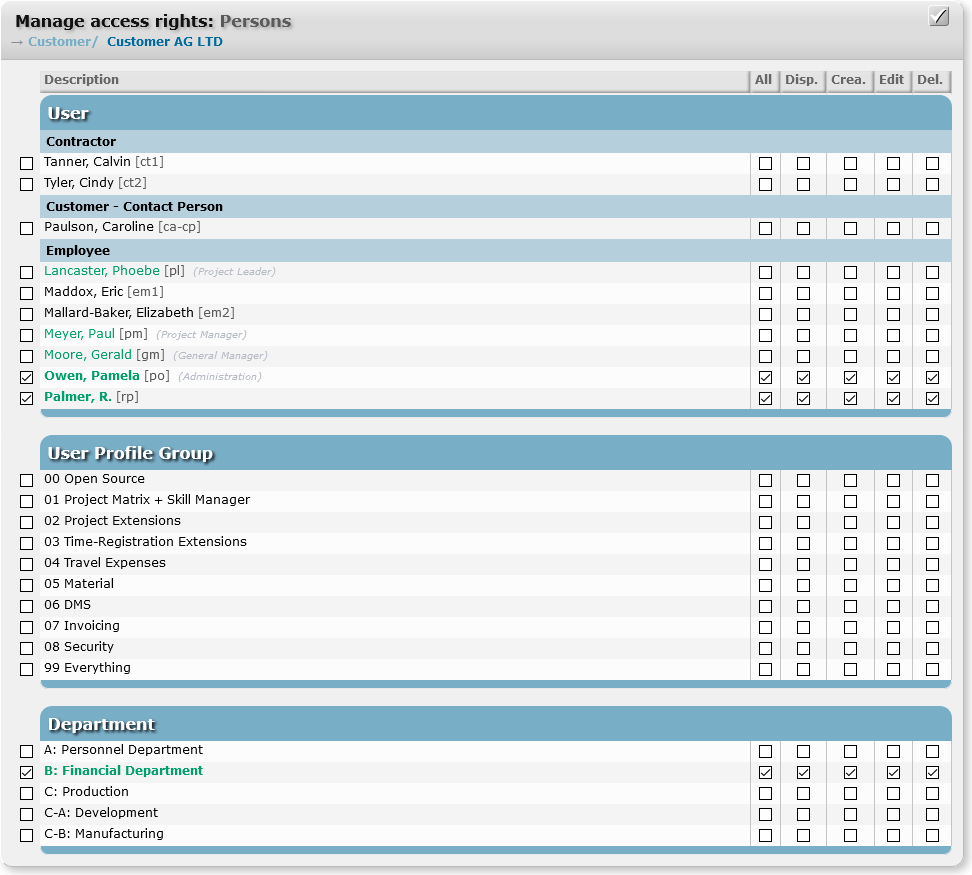 Manage access rights: Persons
→ Customer/ Customer AG LTD
Description All Disp. Crea. Edit Del.
User
Contractor
Tanner, Calvin [ct1]
Tyler, Cindy [ct2]
Customer - Contact Person
Paulson, Caroline [ca-cp]
Employee
Lancaster, Phoebe [pl] (Project Leader)
Maddox, Eric [em1]
Mallard-Baker, Elizabeth [em2]
Meyer, Paul [pm] (Project Manager)
Moore, Gerald [gm] (General Manager)
Owen, Pamela [po] (Administration)
Palmer, R. [rp]
User Profile Group
00 Open Source
01 Project Matrix + Skill Manager
02 Project Extensions
03 Time-Registration Extensions
04 Travel Expenses
05 Material
06 DMS
07 Invoicing
08 Security
99 Everything
Department
A: Personnel Department
B: Financial Department
C: Production
C-A: Development
C-B: Manufacturing